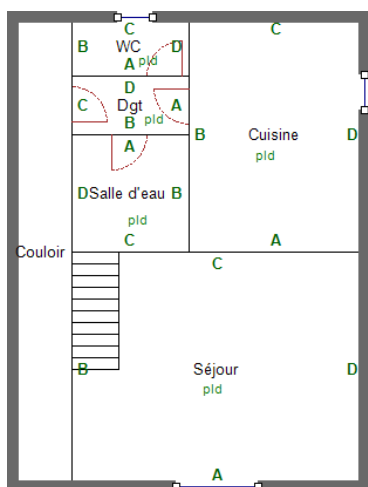 C C
B WC D
A pld
D
C Dgt A
B pld
B Cuisine D
A pld
D Salle d'eau B
pld
C A
Couloir
C
B Séjour D
pld
A